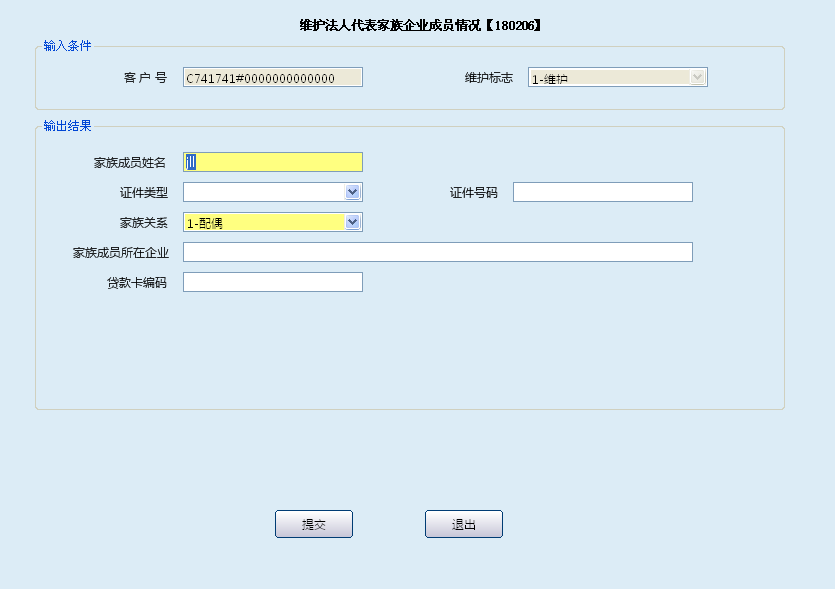 维护法人代表家族企业成员情况【180206】
输入条件
客 户 号 C741741#0000000000000 维护标志 1-维护
输出结果
家族成员姓名 jll
证件类型 证件号码
家族关系 1-配偶
家族成员所在企业
贷款卡编码
提交 退出